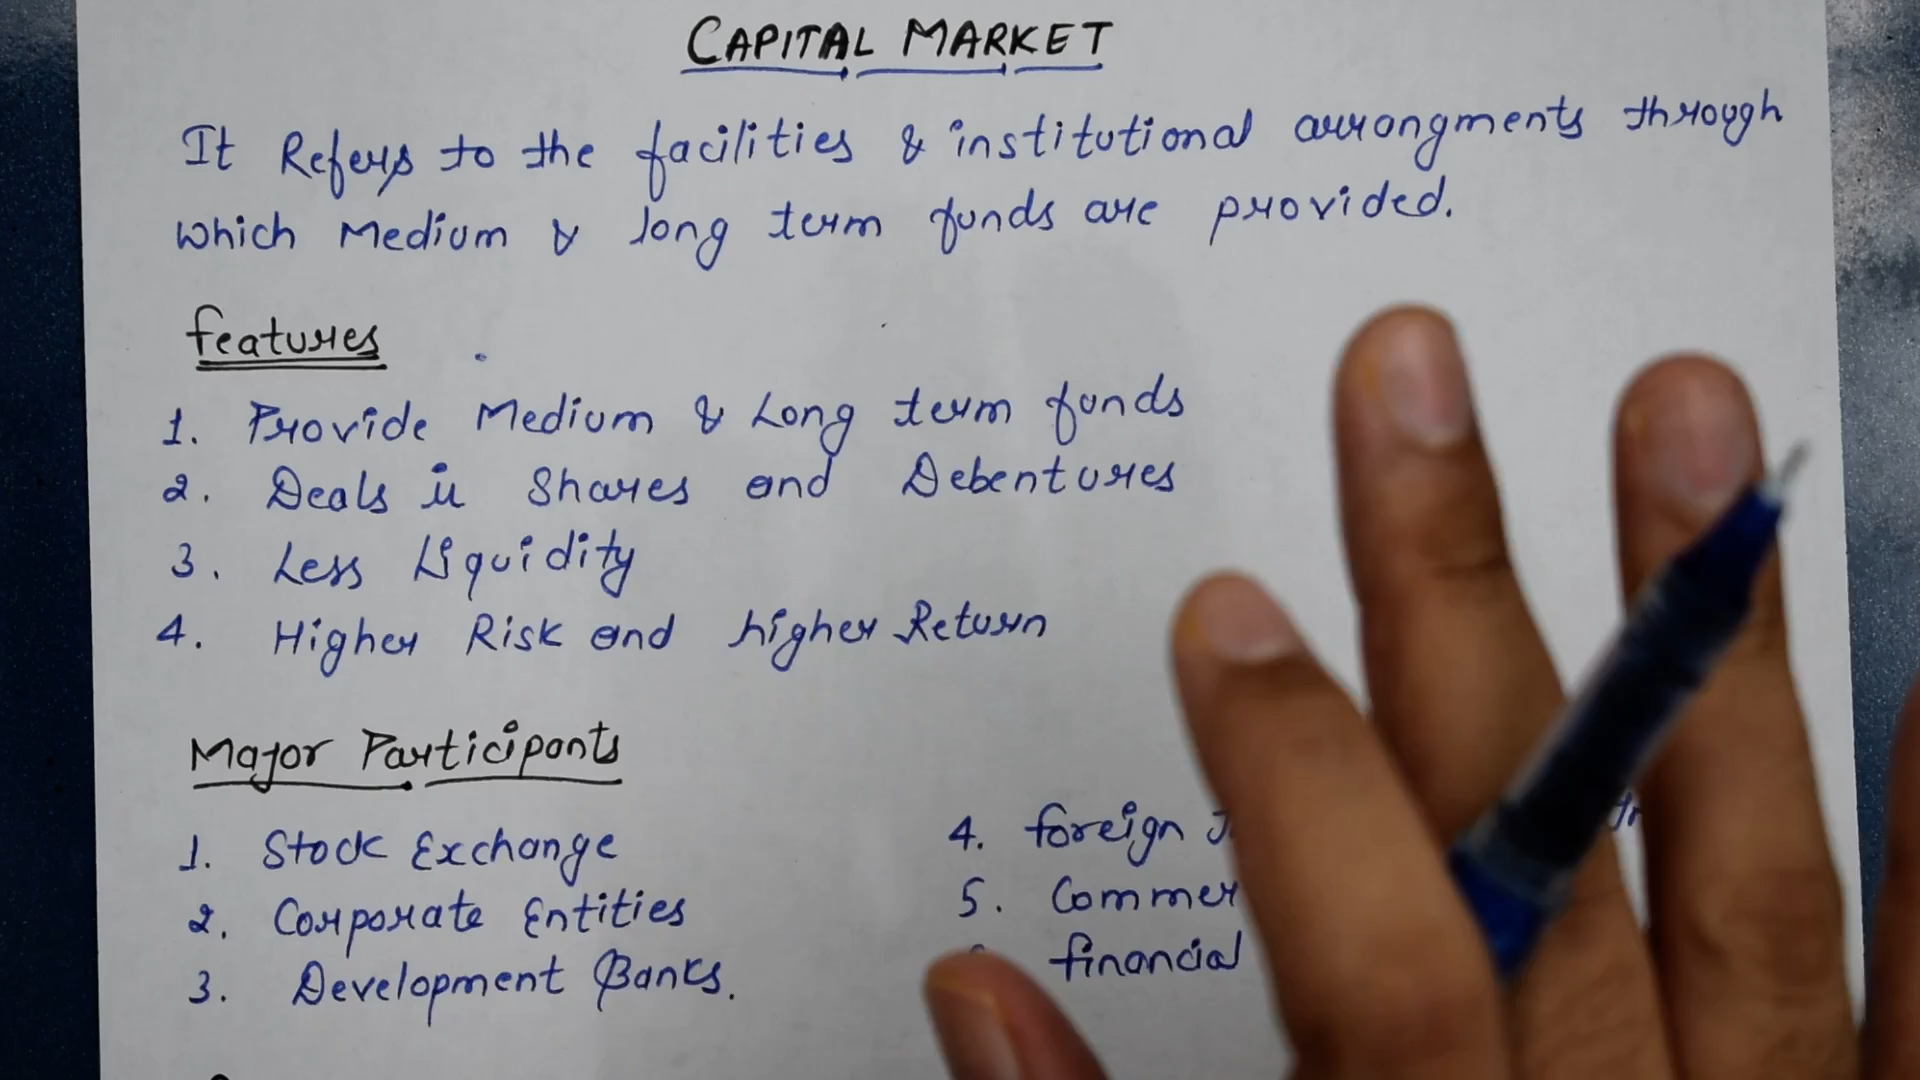 CAPITAL MARKET
It Refers to the facilities & institutional arrongments through
which Medium & long term funds are provided.
features
1. Provide Medium & Long term funds
2. Deals in Shares and Debentures
3. Less Liquidity
4. Higher Risk and higher Return
Major Participants
1. Stock Exchange
2. Corporate Entities
3. Development Banks.
4. foreign
5.
financial